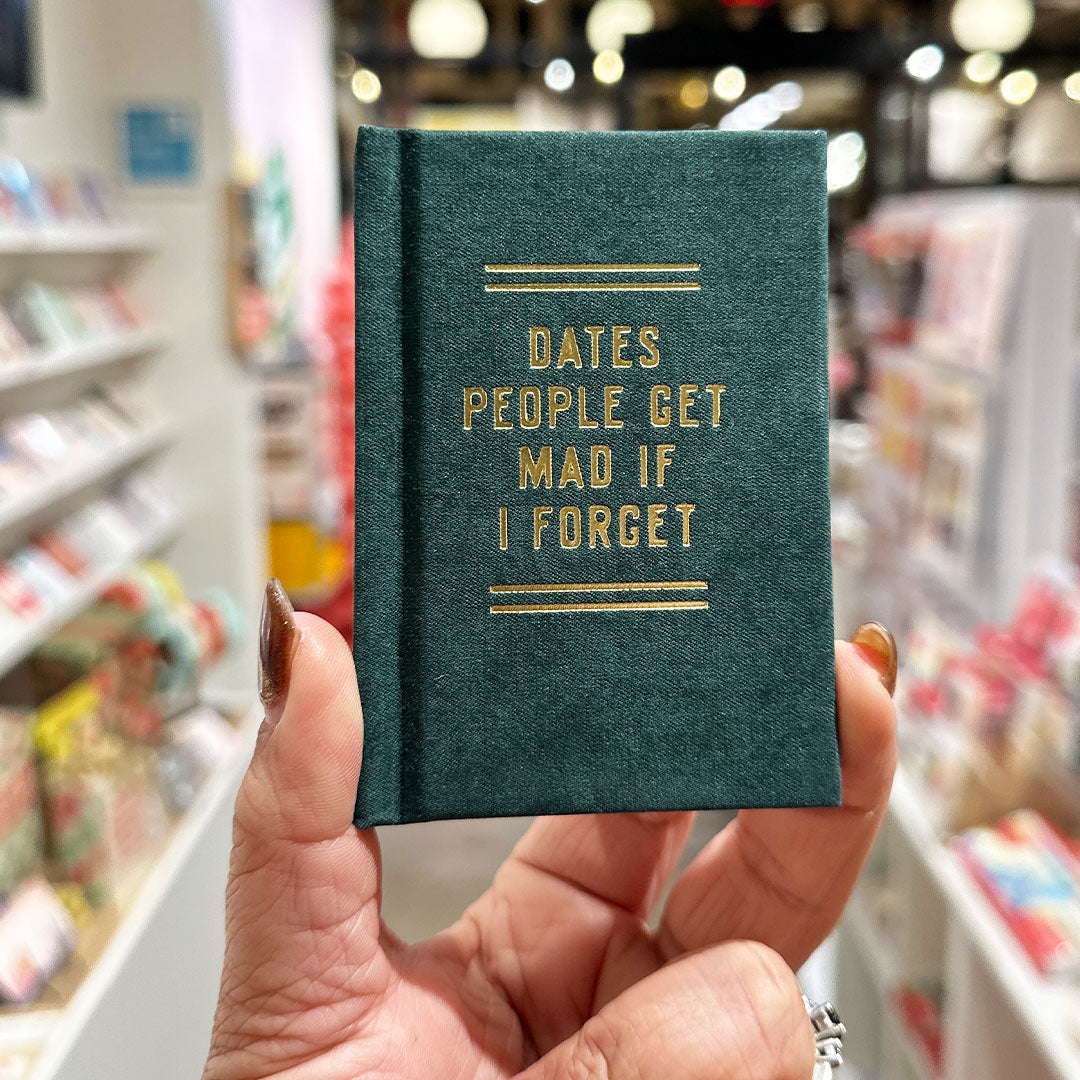 DATES
PEOPLE GET
MAD IF
I FORGET